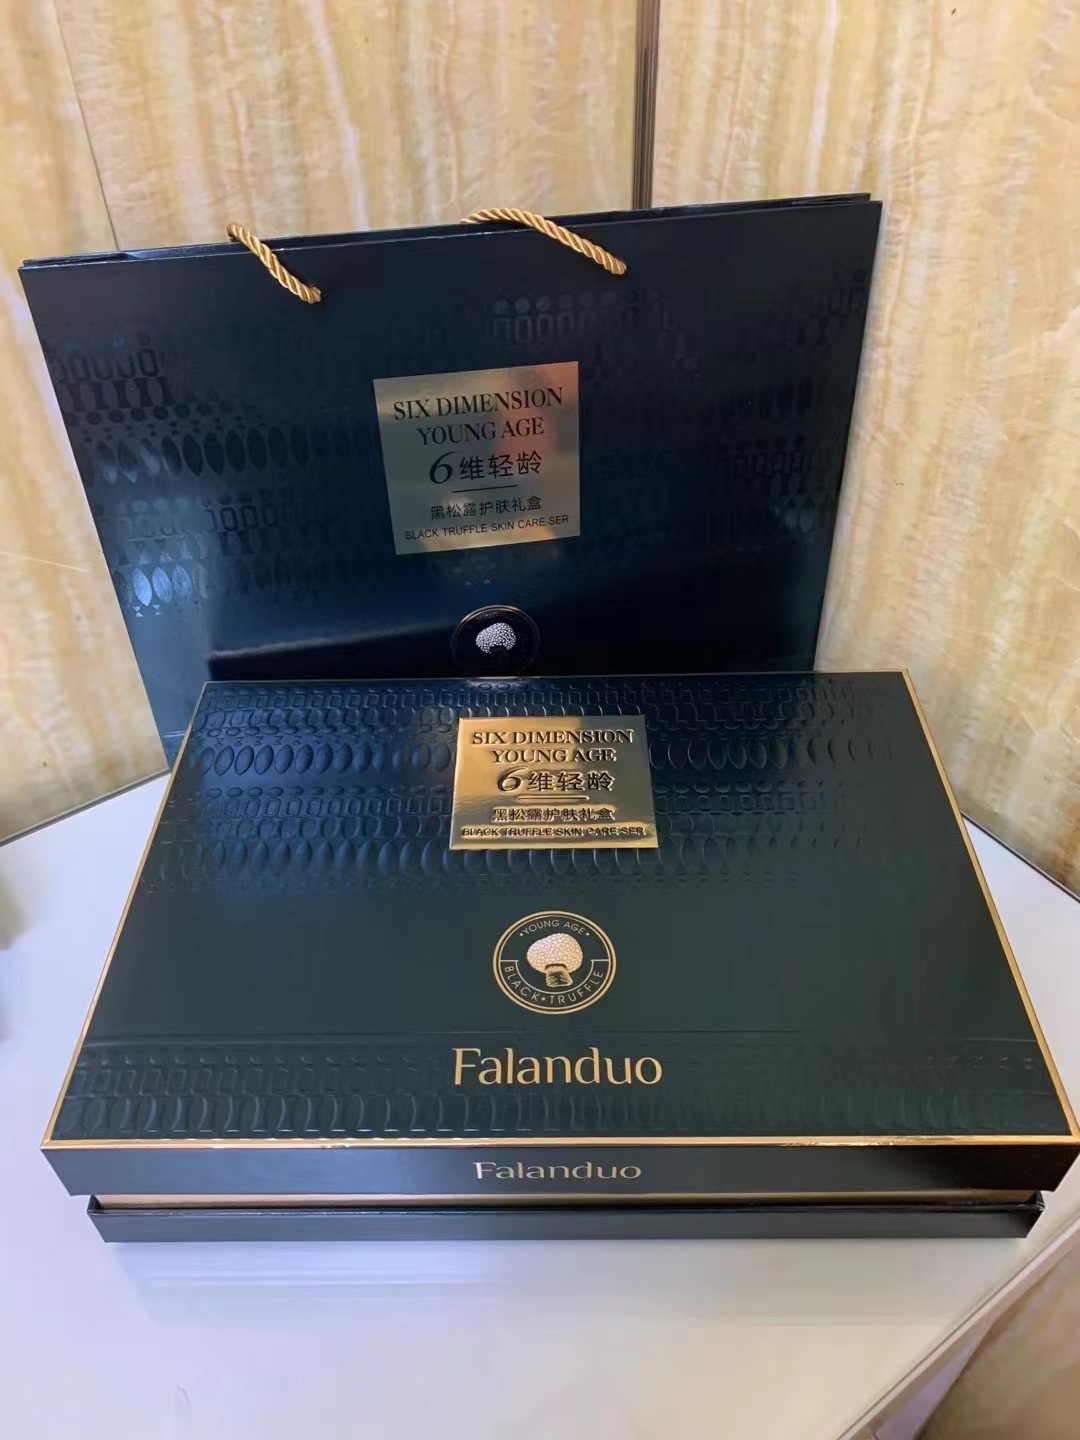 SIX DIMENSION
YOUNG AGE
6维轻龄
黑松露护肤礼盒
BLACK TRUFFLE SKIN CARE SER
SIX DIMENSION
YOUNG AGE
6维轻龄
黑松露护肤礼盒
BLACK TRUFFLE SKIN CARE SER
•YOUNG AGE•
BLACK•TRUFFLE
Falanduo
Falanduo